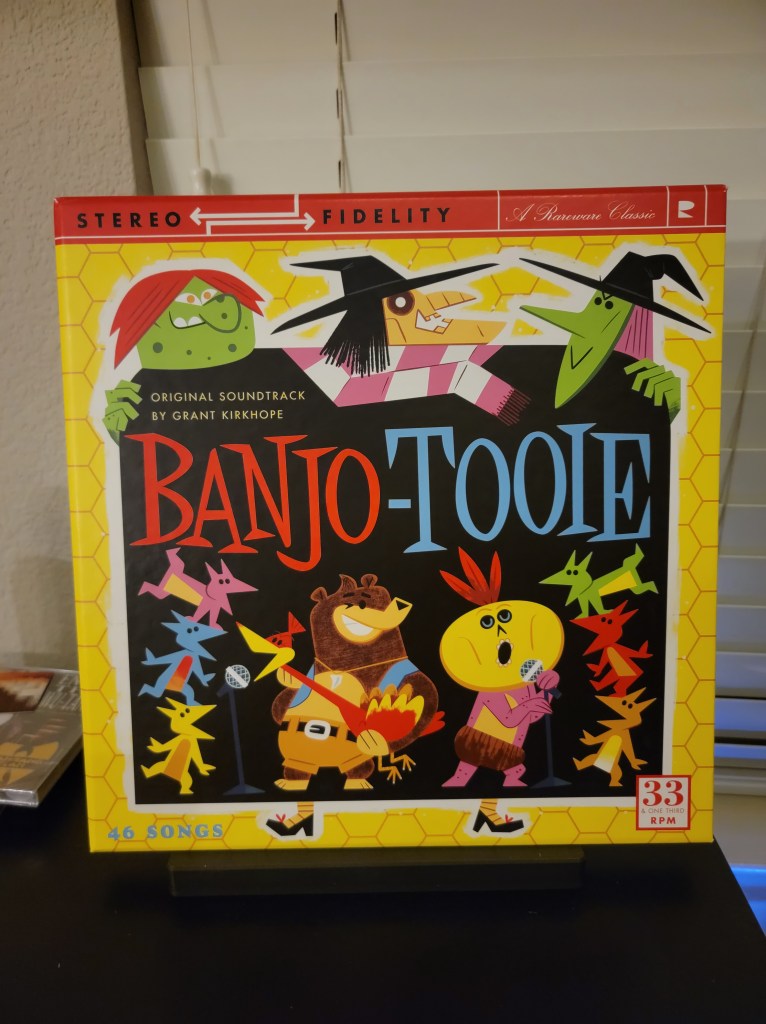 STEREO FIDELITY
A Rareware Classic
R
ORIGINAL SOUNDTRACK
BY GRANT KIRKHOPE
BANJO-TOOIE
46 SONGS
33
& ONE THIRD
RPM